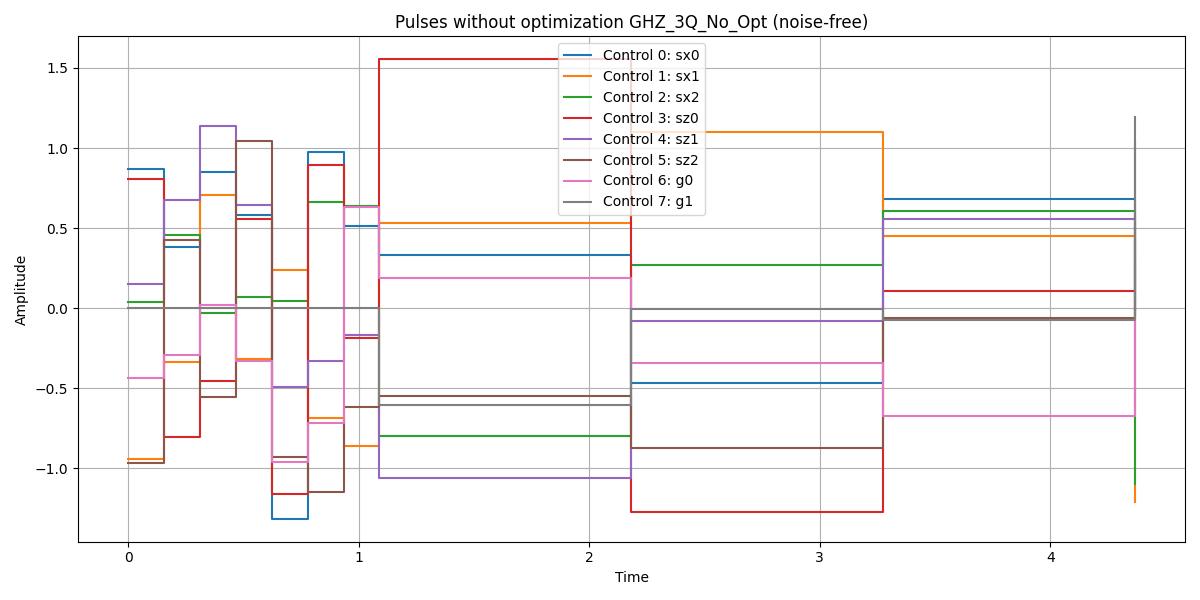 Pulses without optimization GHZ_3Q_No_Opt (noise-free)
Control 0: sx0
Control 1: sx1
Control 2: sx2
Control 3: sz0
Control 4: sz1
Control 5: sz2
Control 6: g0
Control 7: g1
Amplitude
1.5
1.0
0.5
0.0
−0.5
−1.0
0 1 2 3 4
Time